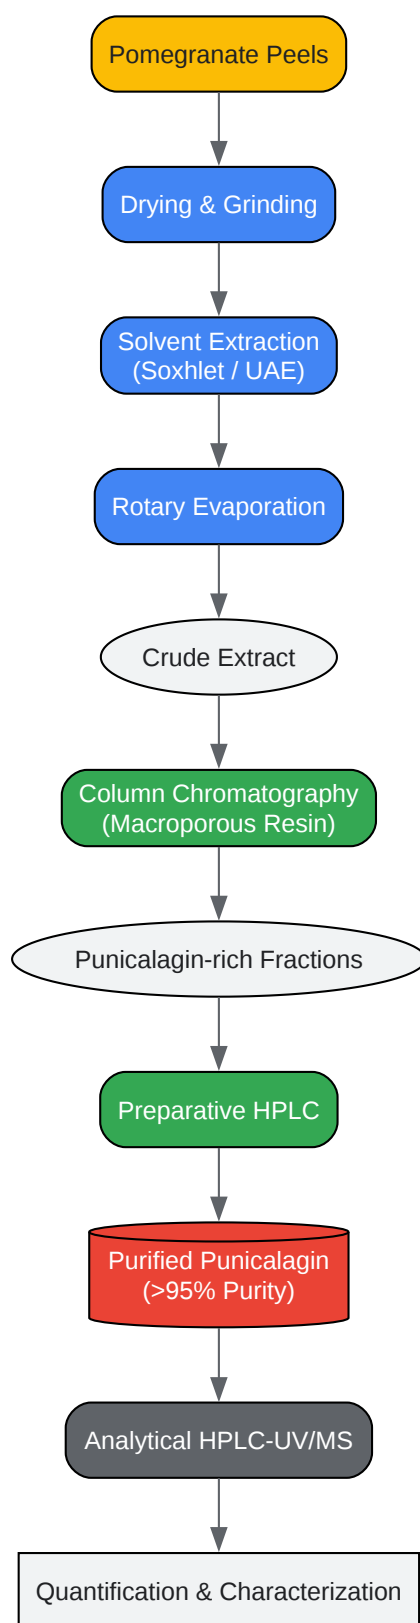 Pomegranate Peels
Drying & Grinding
Solvent Extraction
(Soxhlet / UAE)
Rotary Evaporation
Crude Extract
Column Chromatography
(Macroporous Resin)
Punicalagin-rich Fractions
Preparative HPLC
Purified Punicalagin
(>95% Purity)
Analytical HPLC-UV/MS
Quantification & Characterization